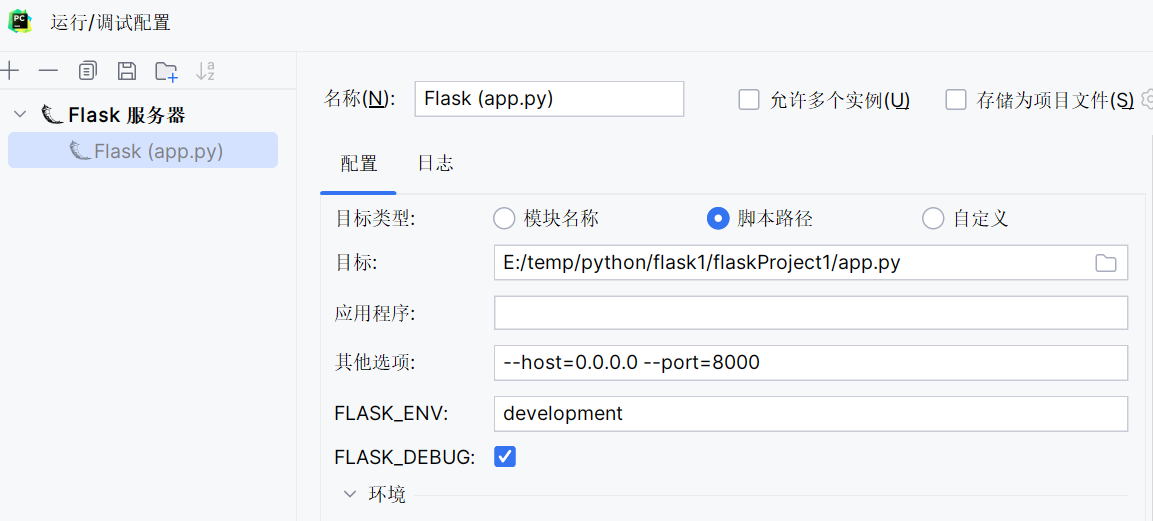 运行/调试配置
Flask 服务器
Flask (app.py)
名称(N): Flask (app.py) 允许多个实例(U) 存储为项目文件(S)
配置 日志
目标类型: 模块名称 脚本路径 自定义
目标: E:/temp/python/flask1/flaskProject1/app.py
应用程序:
其他选项: --host=0.0.0.0 --port=8000
FLASK_ENV: development
FLASK_DEBUG:
环境